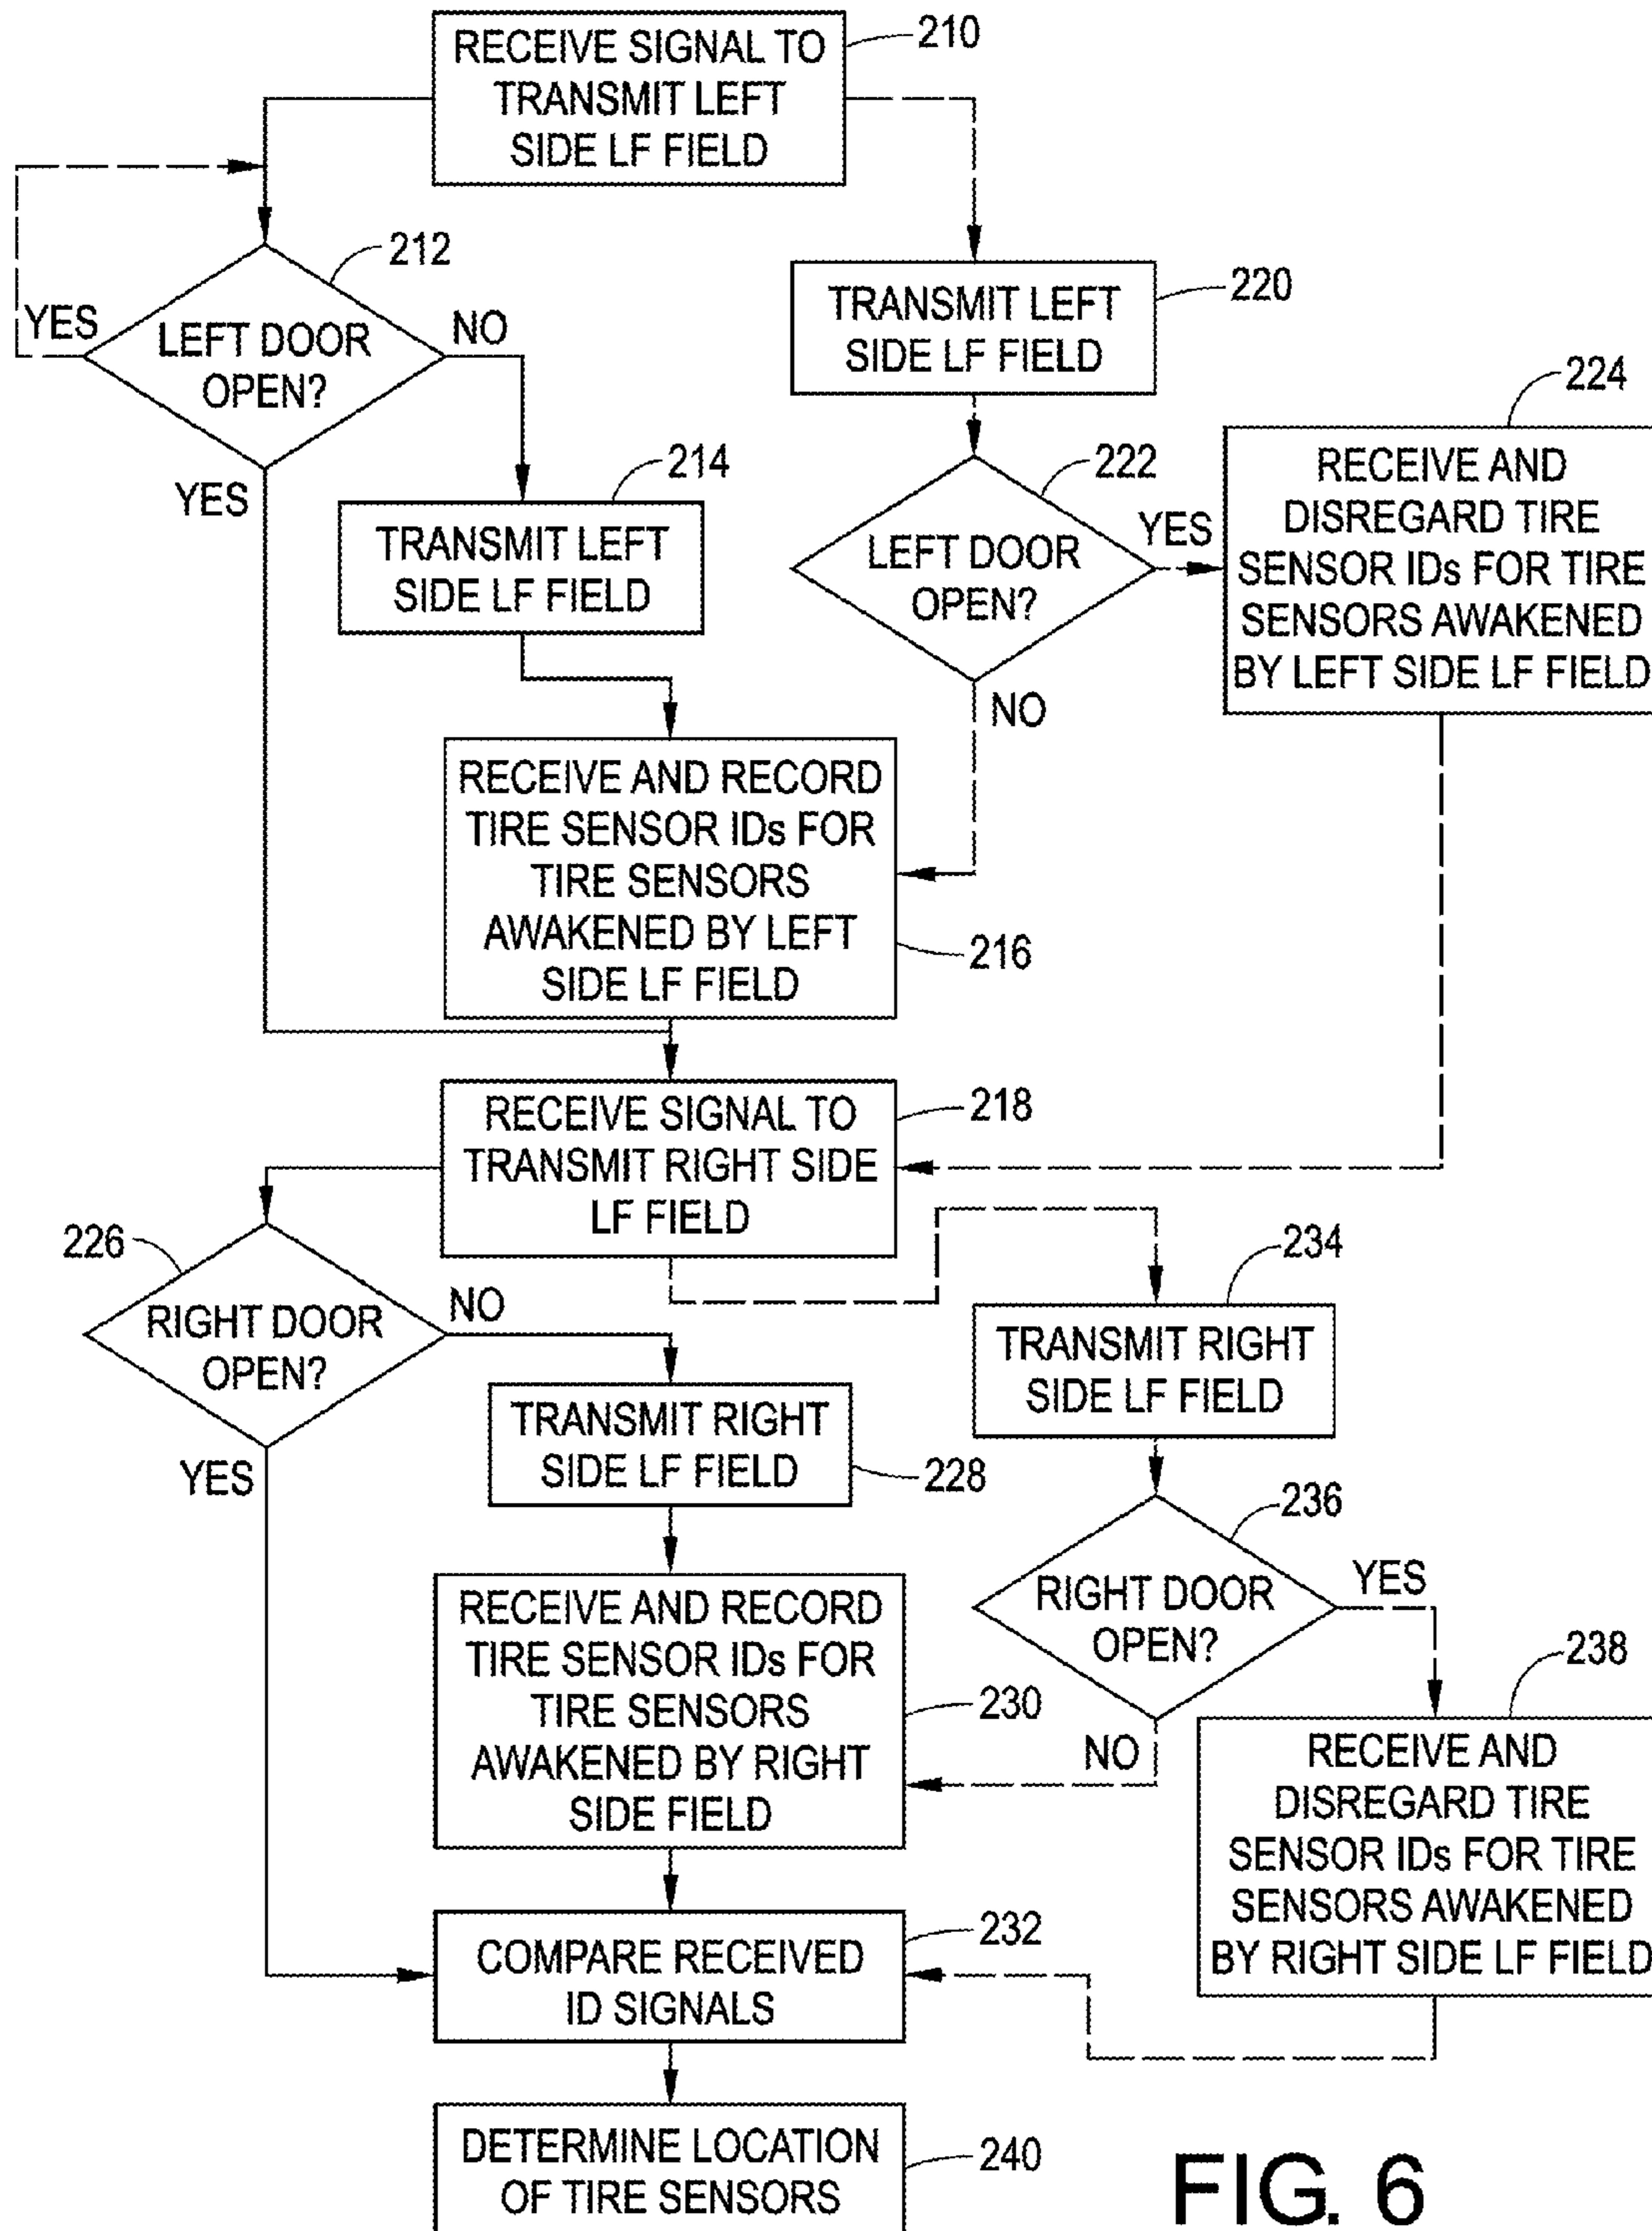 210
RECEIVE SIGNAL TO
TRANSMIT LEFT
SIDE LF FIELD
212
YES
LEFT DOOR
OPEN?
NO
YES
220
TRANSMIT LEFT
SIDE LF FIELD
214
TRANSMIT LEFT
SIDE LF FIELD
222
LEFT DOOR
OPEN?
YES
NO
224
RECEIVE AND
DISREGARD TIRE
SENSOR IDs FOR TIRE
SENSORS AWAKENED
BY LEFT SIDE LF FIELD
RECEIVE AND RECORD
TIRE SENSOR IDs FOR
TIRE SENSORS
AWAKENED BY LEFT
SIDE LF FIELD
216
RECEIVE SIGNAL TO
TRANSMIT RIGHT SIDE
LF FIELD
218
226
RIGHT DOOR
OPEN?
NO
YES
234
TRANSMIT RIGHT
SIDE LF FIELD
TRANSMIT RIGHT
SIDE LF FIELD
228
236
RIGHT DOOR
OPEN?
YES
NO
RECEIVE AND RECORD
TIRE SENSOR IDs FOR
TIRE SENSORS
AWAKENED BY RIGHT
SIDE FIELD
230
238
RECEIVE AND
DISREGARD TIRE
SENSOR IDs FOR TIRE
SENSORS AWAKENED
BY RIGHT SIDE LF FIELD
232
COMPARE RECEIVED
ID SIGNALS
DETERMINE LOCATION
OF TIRE SENSORS
240
FIG. 6